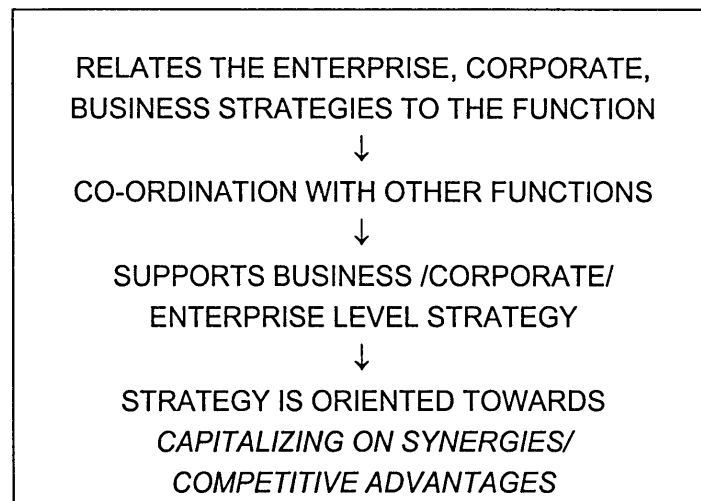 RELATES THE ENTERPRISE, CORPORATE,
BUSINESS STRATEGIES TO THE FUNCTION
↓
CO-ORDINATION WITH OTHER FUNCTIONS
↓
SUPPORTS BUSINESS /CORPORATE/
ENTERPRISE LEVEL STRATEGY
↓
STRATEGY IS ORIENTED TOWARDS
CAPITALIZING ON SYNERGIES/
COMPETITIVE ADVANTAGES